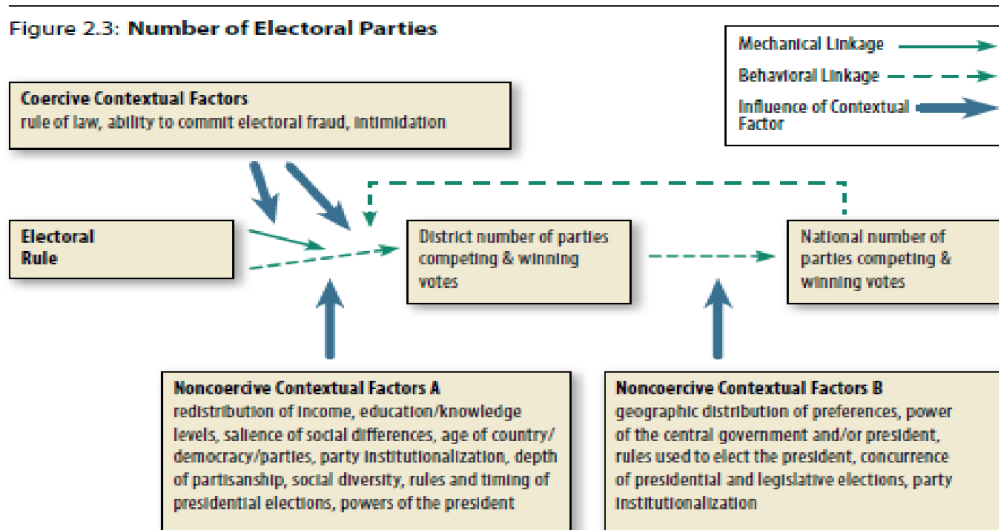 Figure 2.3: Number of Electoral Parties
Mechanical Linkage
Behavioral Linkage
Influence of Contextual
Factor
Coercive Contextual Factors
rule of law, ability to commit electoral fraud, intimidation
Electoral
Rule
District number of parties
competing & winning
votes
National number of
parties competing &
winning votes
Noncoercive Contextual Factors A
redistribution of income, education/knowledge
levels, salience of social differences, age of country/
democracy/parties, party institutionalization, depth
of partisanship, social diversity, rules and timing of
presidential elections, powers of the president
Noncoercive Contextual Factors B
geographic distribution of preferences, power
of the central government and/or president,
rules used to elect the president, concurrence
of presidential and legislative elections, party
institutionalization